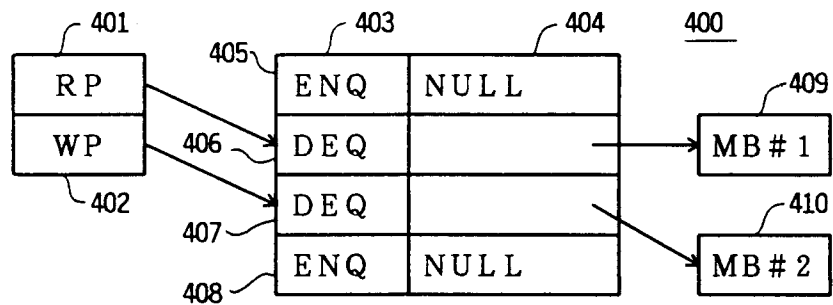 401 403 404 400
405
RP ENQ NULL 409
WP 406 DEQ MB#1
402 407 DEQ 410
408 ENQ NULL MB#2